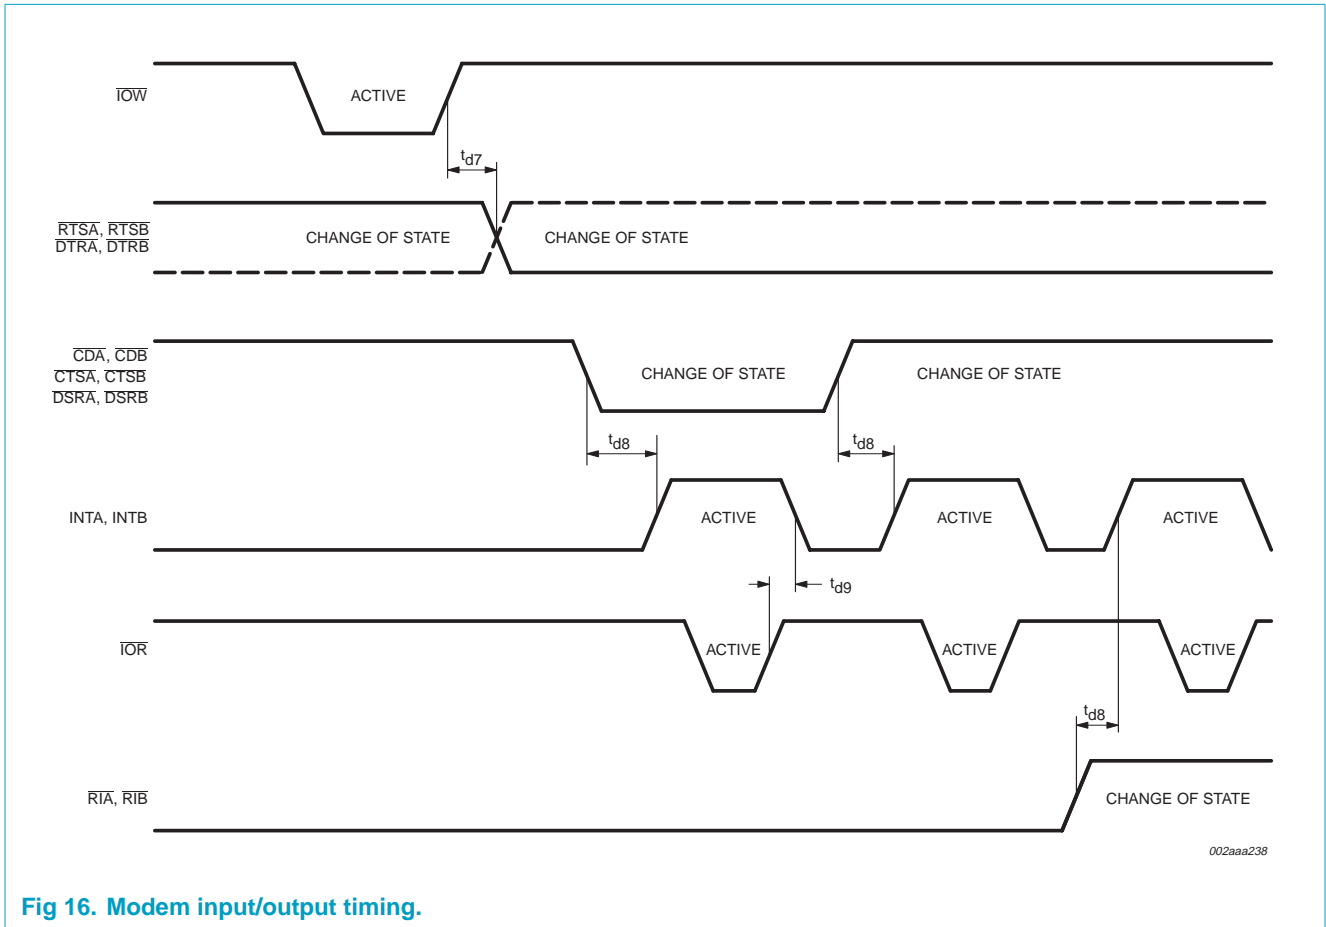 IOW
ACTIVE
td7
RTSA, RTSB
DTRA, DTRB
CHANGE OF STATE
CHANGE OF STATE
CDA, CDB
CTSA, CTSB
DSRA, DSRB
CHANGE OF STATE
CHANGE OF STATE
td8
td8
INTA, INTB
ACTIVE
ACTIVE
ACTIVE
td9
IOR
ACTIVE
ACTIVE
ACTIVE
td8
RIA, RIB
CHANGE OF STATE
002aaa238
Fig 16. Modem input/output timing.